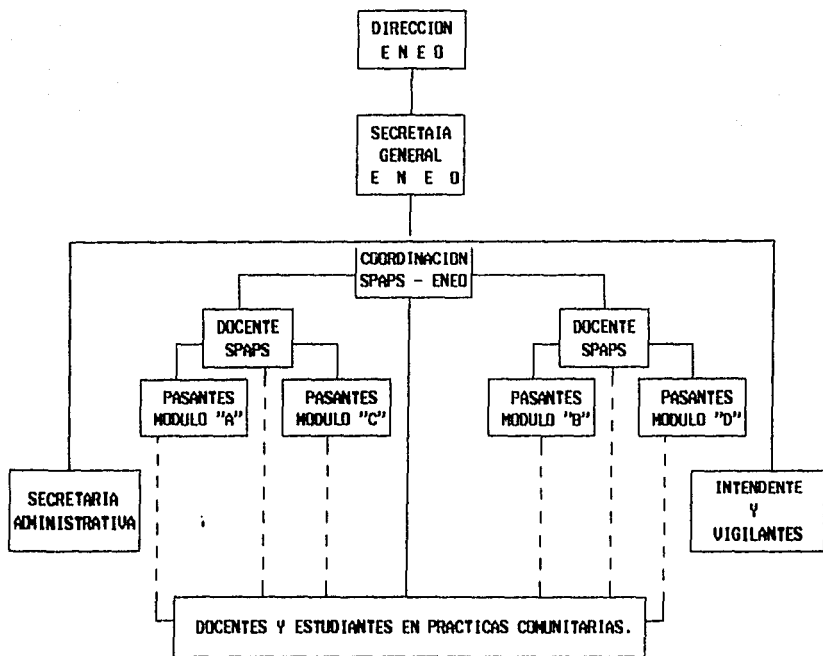 DIRECCION
E N E O
SECRETAIA
GENERAL
E N E O
COORDINACION
SPAPS - ENEO
DOCENTE
SPAPS
DOCENTE
SPAPS
PASANTES
MODULO "A"
PASANTES
MODULO "C"
PASANTES
MODULO "B"
PASANTES
MODULO "D"
SECRETARIA
ADMINISTRATIVA
INTENDENTE
Y
VIGILANTES
DOCENTES Y ESTUDIANTES EN PRACTICAS COMUNITARIAS.